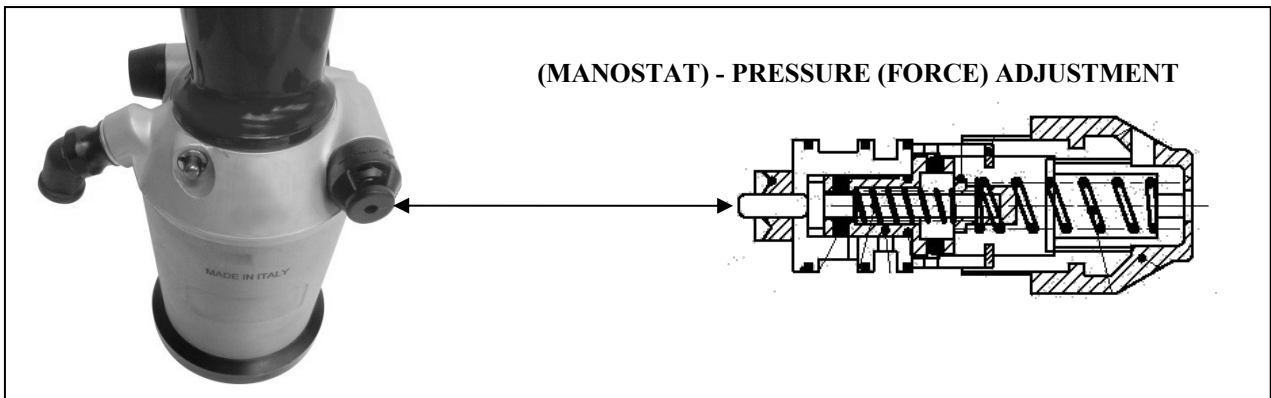 (MANOSTAT) - PRESSURE (FORCE) ADJUSTMENT
MADE IN ITALY